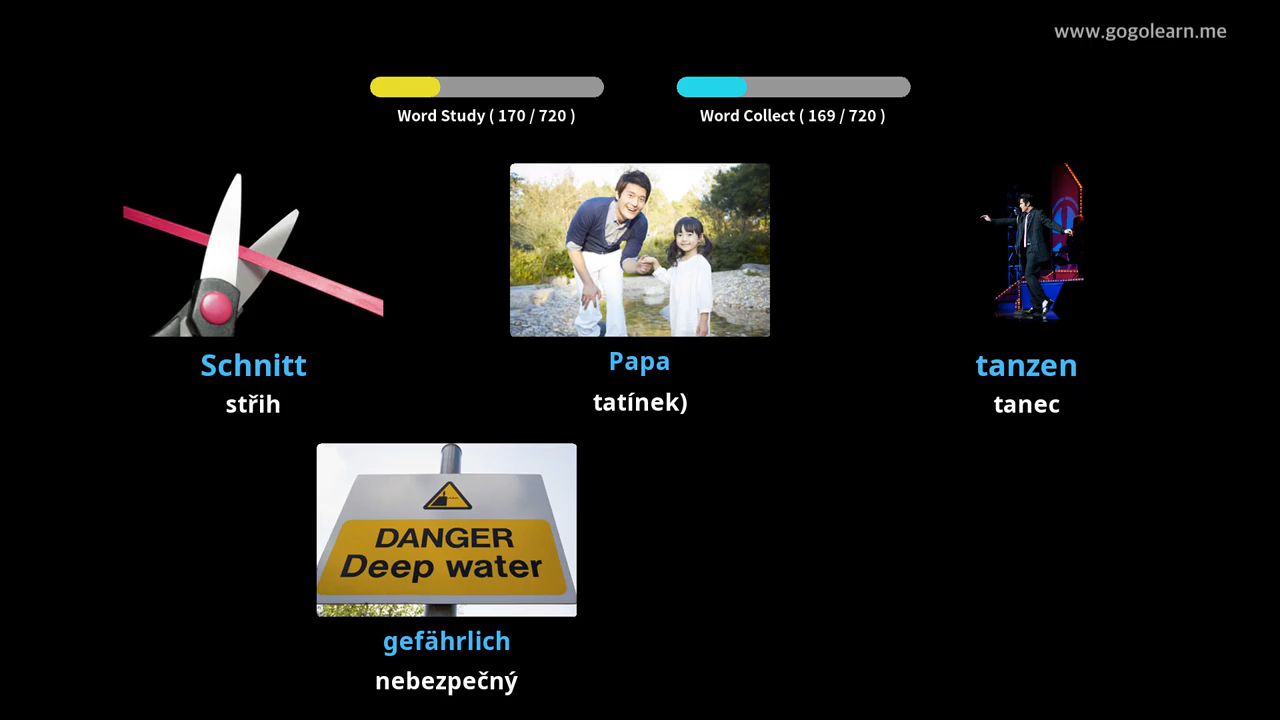 www.gogolearn.me
Word Study ( 170 / 720 )
Word Collect ( 169 / 720 )
Schnitt
střih
Papa
tatínek)
tanzen
tanec
DANGER
Deep water
gefährlich
nebezpečný